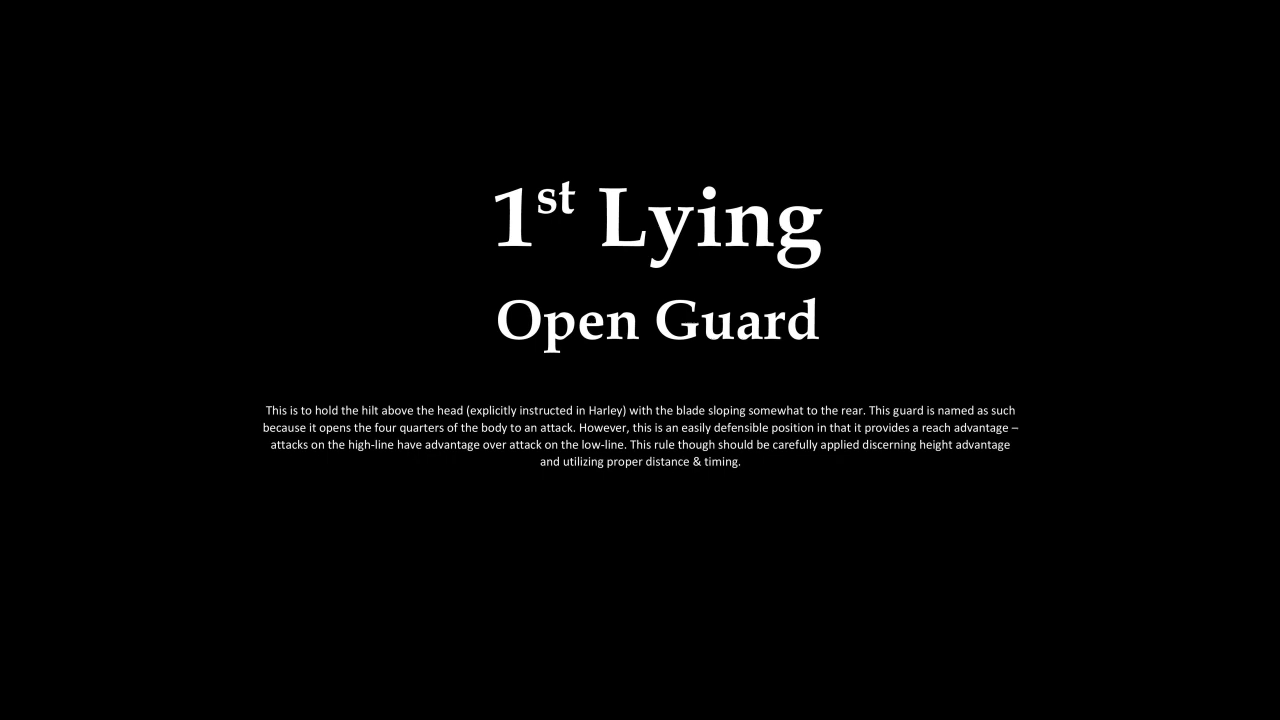 1st Lying
Open Guard
This is to hold the hilt above the head (explicitly instructed in Harley) with the blade sloping somewhat to the rear. This guard is named as such
because it opens the four quarters of the body to an attack. However, this is an easily defensible position in that it provides a reach advantage –
attacks on the high-line have advantage over attack on the low-line. This rule though should be carefully applied discerning height advantage
and utilizing proper distance & timing.